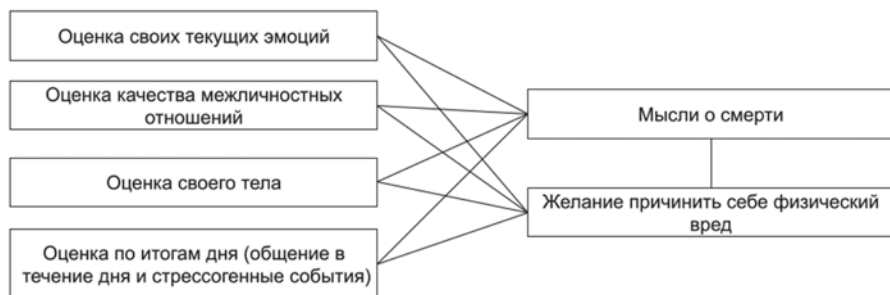 Оценка своих текущих эмоций
Оценка качества межличностных
отношений
Оценка своего тела
Оценка по итогам дня (общение в
течение дня и стрессогенные события)
Мысли о смерти
Желание причинить себе физический
вред